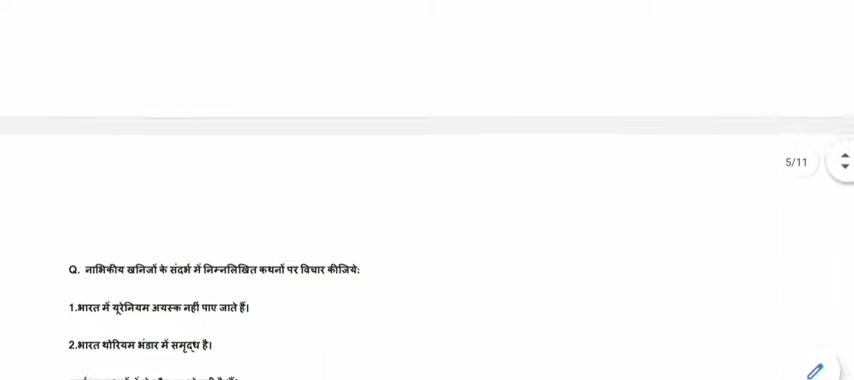 5/11
Q. नाभिकीय खनिजों के संदर्भ में निम्नलिखित कथनों पर विचार कीजिये:
1.भारत में यूरेनियम अयस्क नहीं पाए जाते हैं।
2.भारत थोरियम भंडार में समृद्ध है।